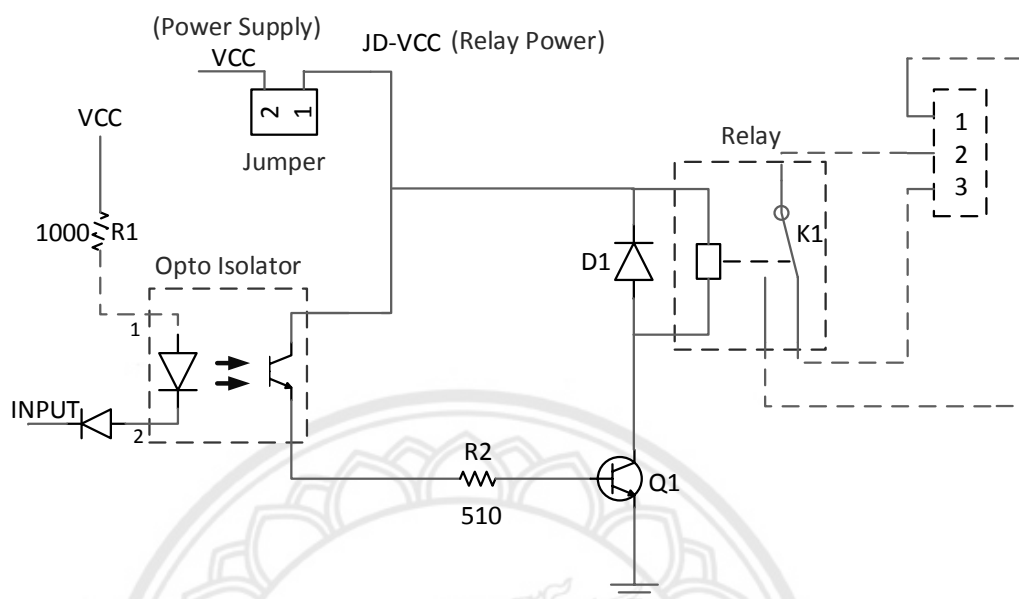 (Power Supply)
VCC
JD-VCC (Relay Power)
2 1
Jumper
VCC
1000 R1
Opto Isolator
1
2
INPUT
R2
510
Q1
D1
Relay
K1
1
2
3